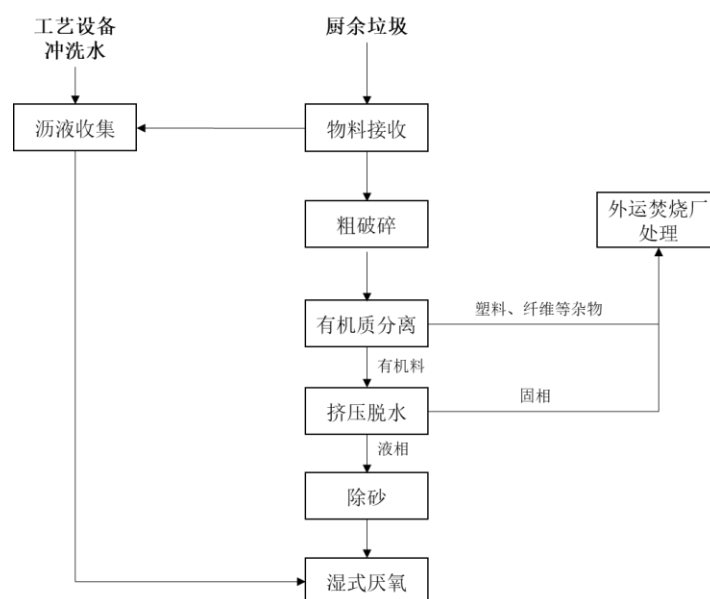 工艺设备
冲洗水
厨余垃圾
沥液收集
物料接收
粗破碎
外运焚烧厂
处理
有机质分离
塑料、纤维等杂物
有机料
挤压脱水
固相
液相
除砂
湿式厌氧